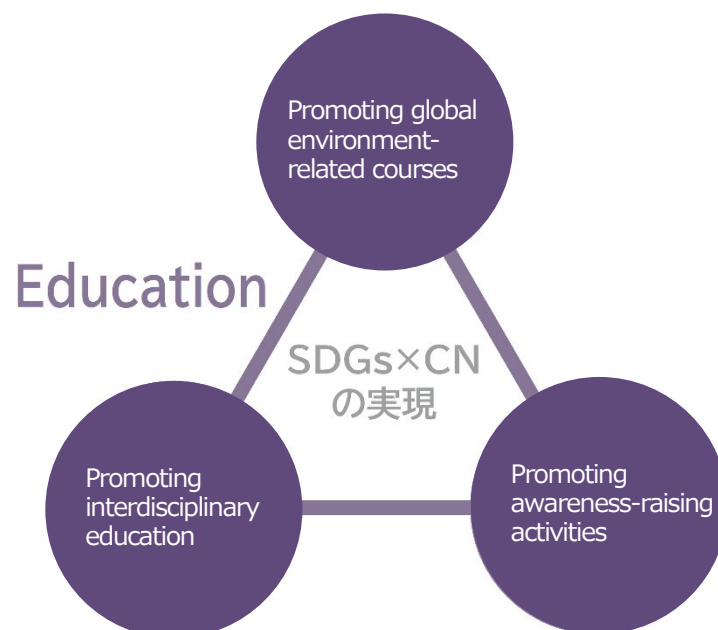 Promoting global
environment-
related courses
Education
SDGs×CN
の実現
Promoting
interdisciplinary
education
Promoting
awareness-raising
activities